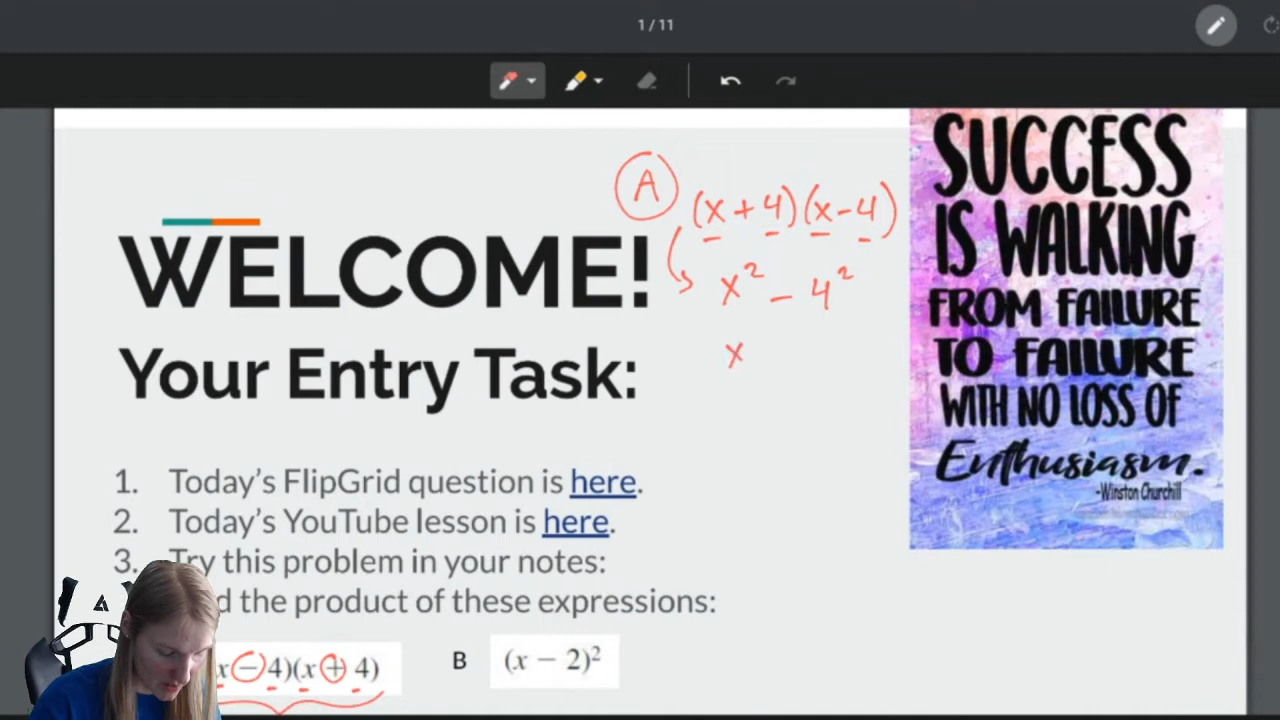 1 / 11
A (x + 4)(x - 4)
x² - 4²
x
WELCOME!
Your Entry Task:
1. Today's FlipGrid question is here.
2. Today's YouTube lesson is here.
3. Try this problem in your notes:
the product of these expressions:
x − 4)(x + 4)
B (x − 2)²
SUCCESS
IS WALKING
FROM FAILURE
TO FAILURE
WITH NO LOSS OF
Enthusiasm.
-Winston Churchill